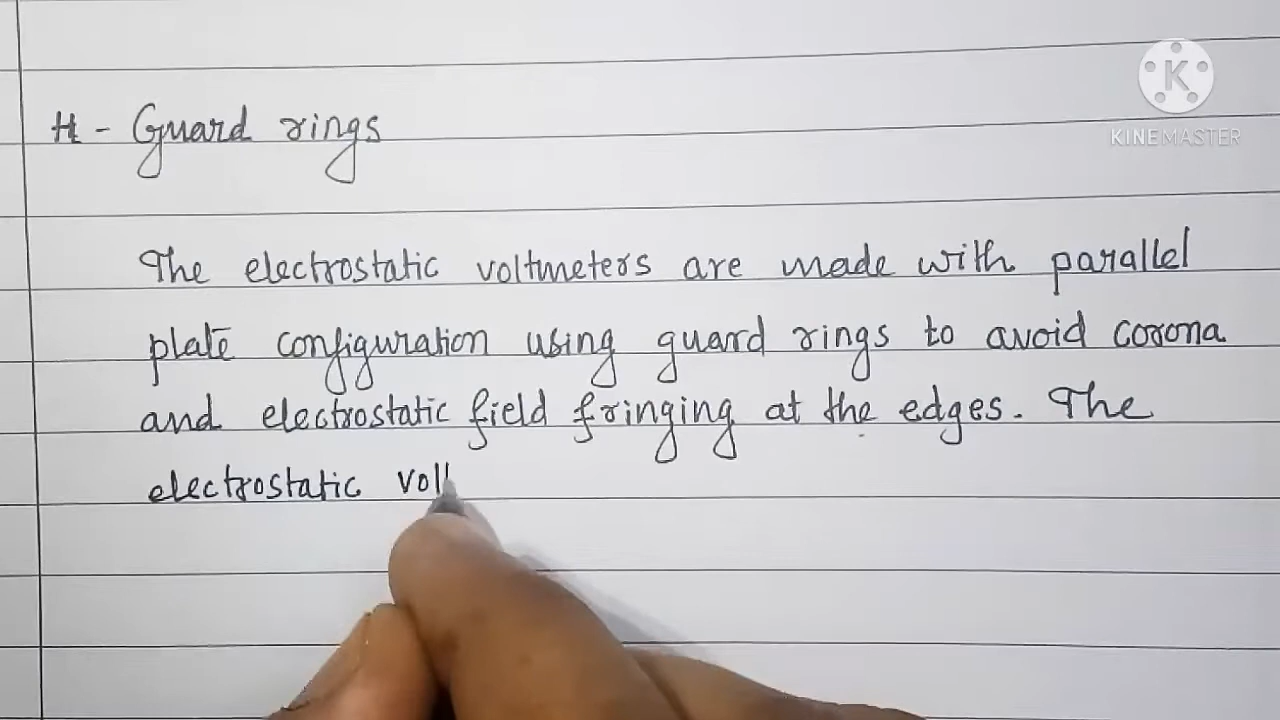 H - Guard rings
K
KINEMASTER
The electrostatic voltmeters are made with parallel
plate configuration using guard rings to avoid corona
and electrostatic field fringing at the edges. The
electrostatic vol